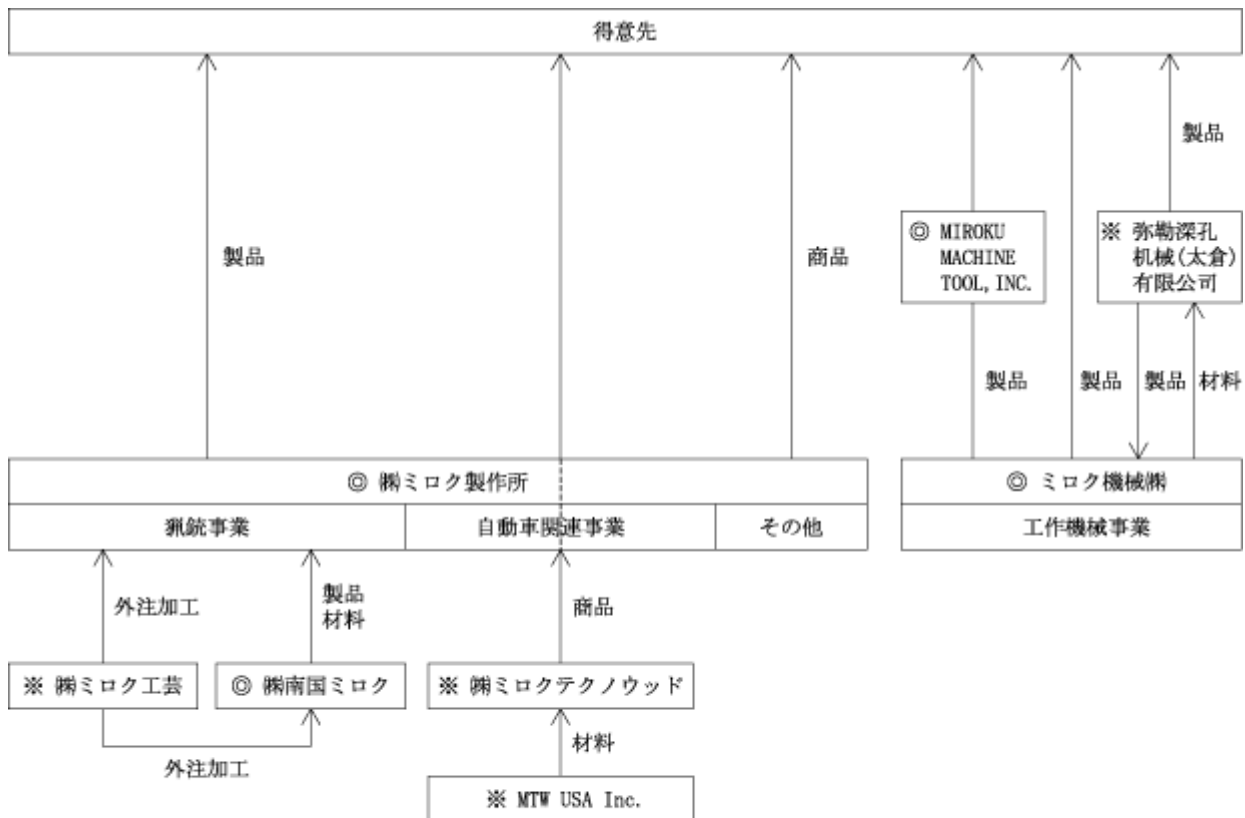 得意先
製品
◎ MIROKU
MACHINE
TOOL,INC.
※ 弥勒深孔
机械(太倉)
有限公司
製品
商品
製品
製品
製品
材料
◎ ㈱ミロク製作所
猟銃事業
自動車関連事業
その他
◎ ミロク機械㈱
工作機械事業
外注加工
製品
材料
商品
※ ㈱ミロク工芸
◎ ㈱南国ミロク
※ ㈱ミロクテクノウッド
外注加工
材料
※ MTW USA Inc.